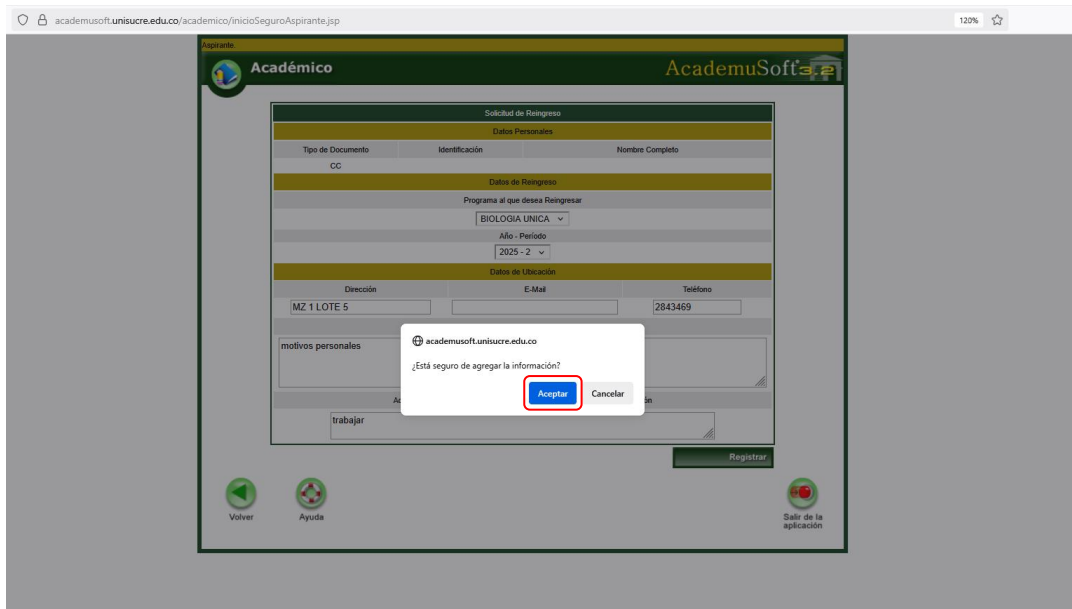 academusoft.unisucre.edu.co/academico/inicioSeguroAspirante.jsp 120%
Aspirante.
Académico AcademuSoft 3.2
Solicitud de Reingreso
Datos Personales
Tipo de Documento Identificación Nombre Completo
CC
Datos de Reingreso
Programa al que desea Reingresar
BIOLOGIA UNICA
Año - Período
2025 - 2
Datos de Ubicación
Dirección E-Mail Teléfono
MZ 1 LOTE 5 2843469
academusoft.unisucre.edu.co
motivos personales
¿Está seguro de agregar la información?
Aceptar Cancelar
trabajar
Registrar
Volver Ayuda Salir de la
aplicación